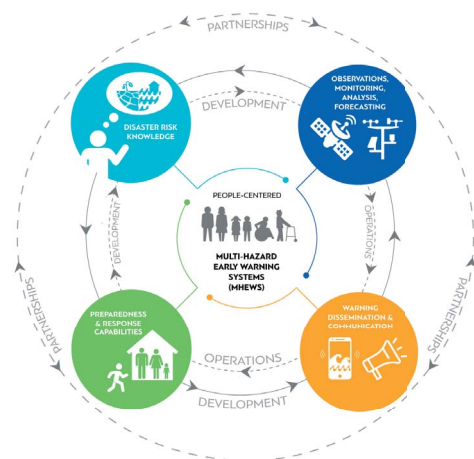 PARTNERSHIPS
OBSERVATIONS,
MONITORING,
ANALYSIS,
FORECASTING
DEVELOPMENT
DISASTER RISK
KNOWLEDGE
PEOPLE-CENTERED
DEVELOPMENT
OPERATIONS
MULTI-HAZARD
EARLY WARNING
SYSTEMS
(MHEWS)
PARTNERSHIPS
PARTNERSHIPS
PREPAREDNESS
& RESPONSE
CAPABILITIES
WARNING
DISSEMINATION &
COMMUNICATION
OPERATIONS
DEVELOPMENT